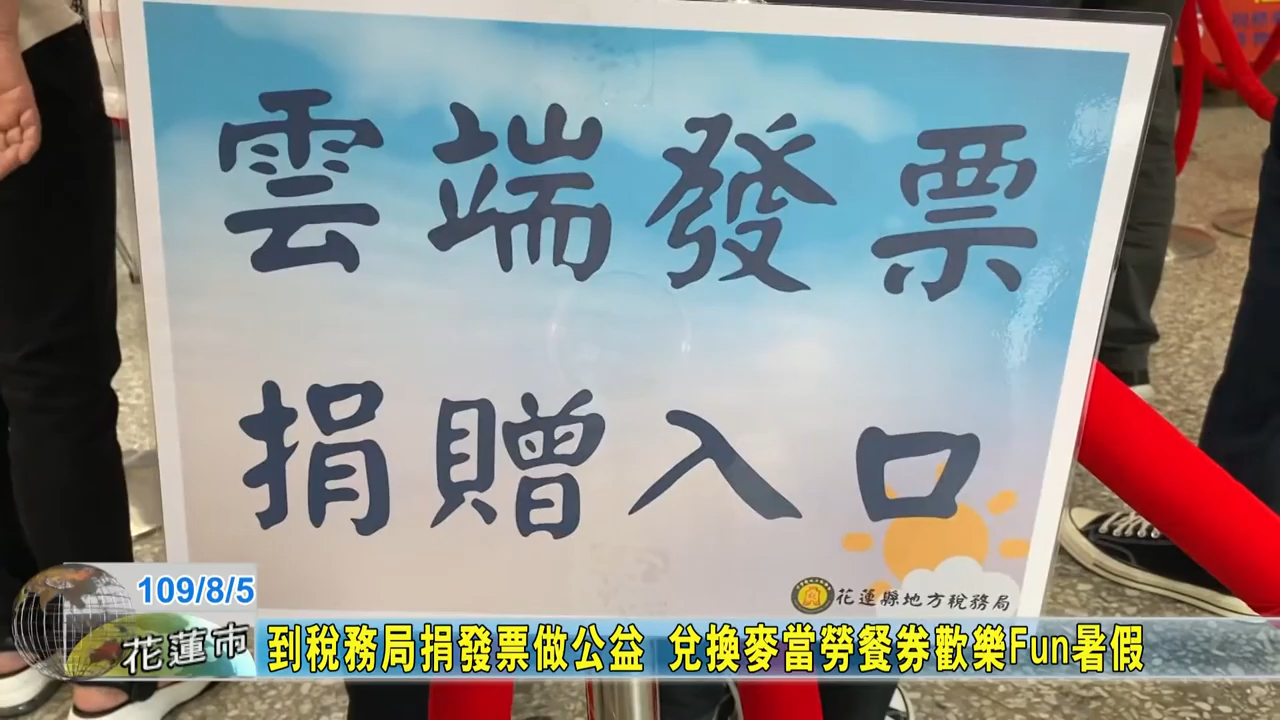 雲端發票
捐贈入口
花蓮縣地方稅務局
109/8/5
花蓮市
到稅務局捐發票做公益 兌換麥當勞餐券歡樂Fun暑假